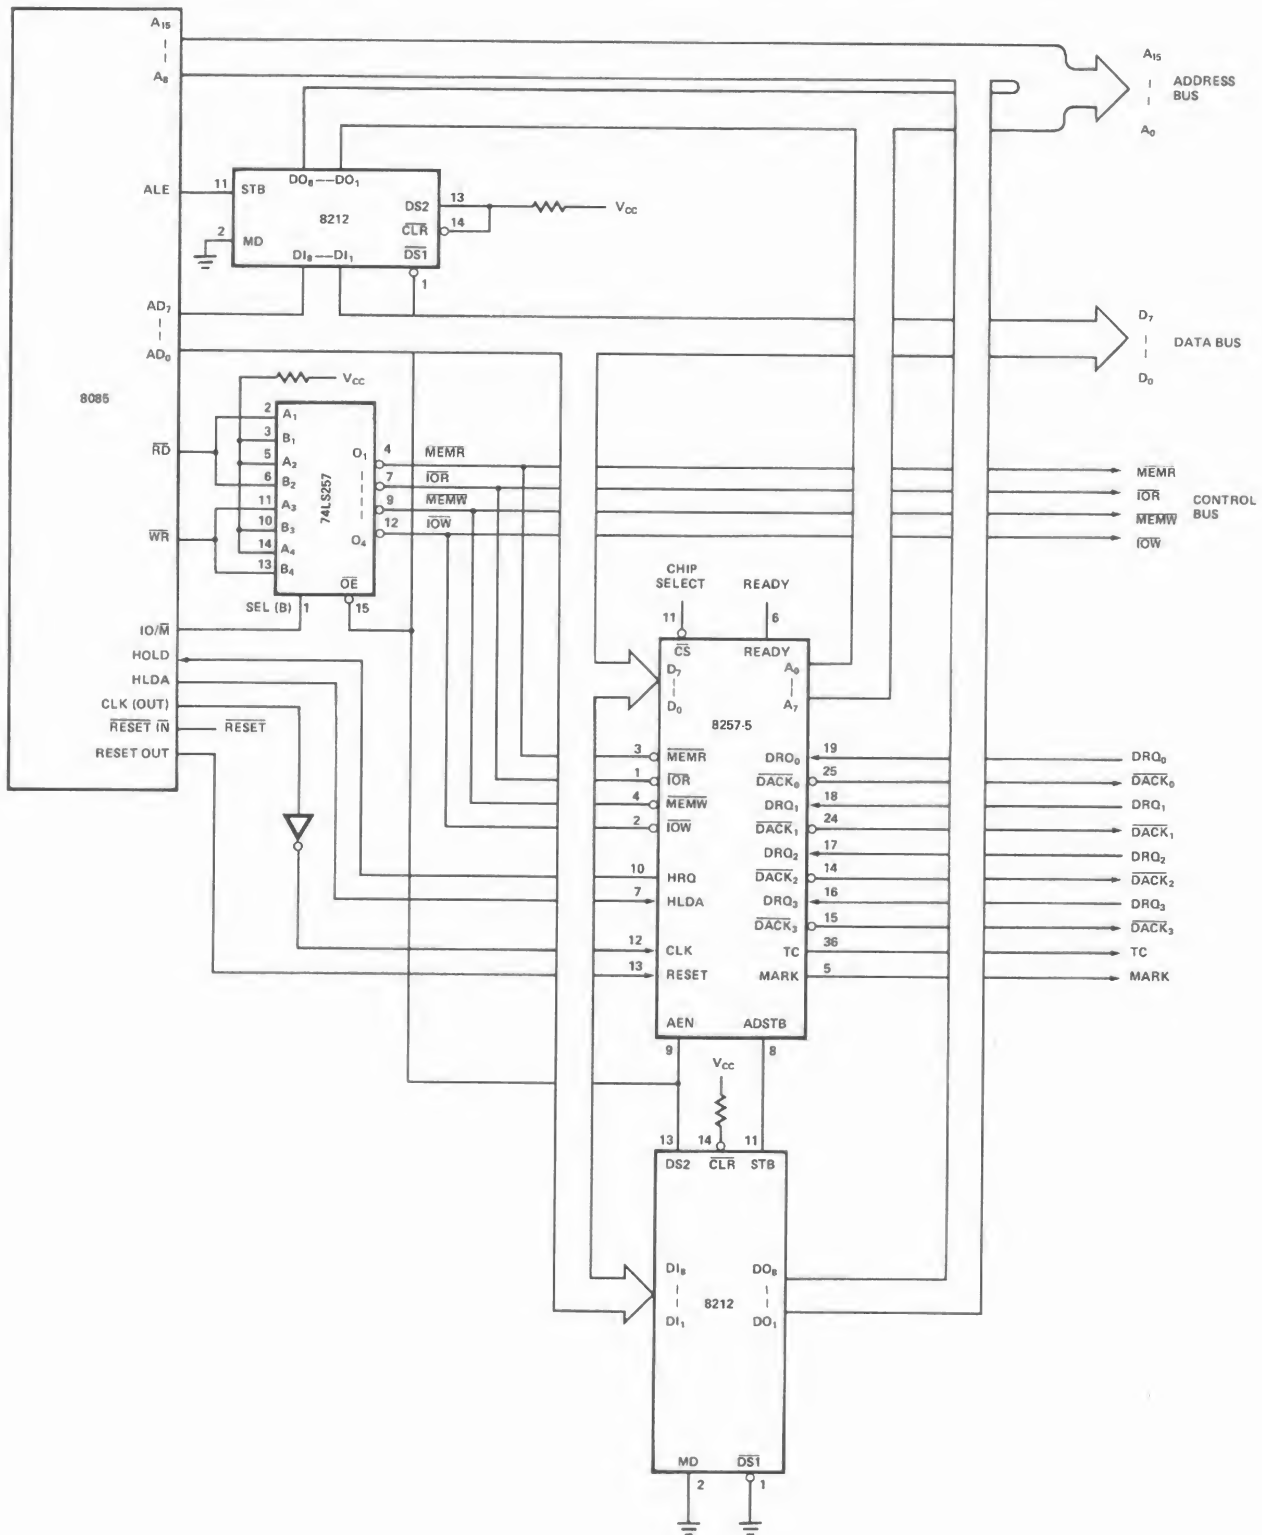 A₁₅
A₈
A₁₅
ADDRESS
BUS
A₀
ALE
11
STB
DO₈—DO₁
8212
DS2
13
V̅C̅C̅
CLR
14
2
MD
DI₈—DI₁
DS1
1
AD₇
AD₀
D₇
DATA BUS
D₀
8085
VCC
2 A₁
3 B₁
5 A₂
6 B₂
11 A₃
10 B₃
14 A₄
13 B₄
74LS257
O₁
O₄
OE
SEL (B) 1
15
4 MEMR
7 IOR
9 MEMW
12 IOW
RD
WR
MEMR
IOR
CONTROL
BUS
MEMW
IOW
IO/M
HOLD
HLDA
CLK (OUT)
RESET IN
RESET
RESET OUT
CHIP
SELECT
READY
11
6
CS
READY
D₇
D₀
A₀
A₇
8257-5
3 MEMR
1 IOR
4 MEMW
2 IOW
10 HRQ
7 HLDA
12 CLK
13 RESET
DRQ₀ 19
DACK₀ 25
DRQ₁ 18
DACK₁ 24
DRQ₂ 17
DACK₂ 14
DRQ₃ 16
DACK₃ 15
TC 36
MARK 5
DRQ₀
DACK₀
DRQ₁
DACK₁
DRQ₂
DACK₂
DRQ₃
DACK₃
TC
MARK
AEN
ADSTB
9
8
VCC
13
14
11
DS2
CLR
STB
DI₈
DI₁
8212
DO₈
DO₁
MD
DS1
2
1